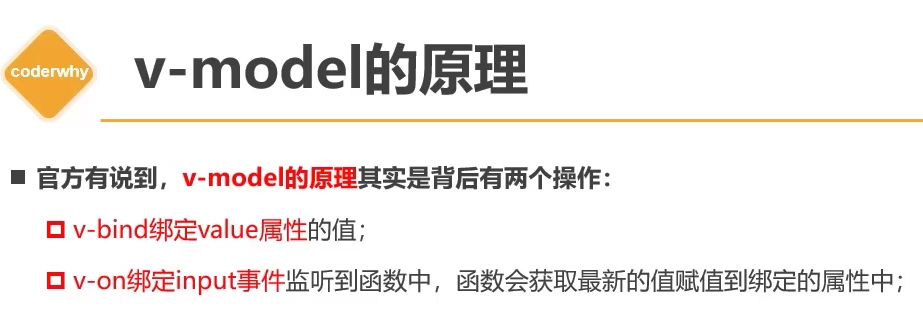 coderwhy
v-model的原理
官方有说到，v-model的原理其实是背后有两个操作：
v-bind绑定value属性的值；
v-on绑定input事件监听到函数中，函数会获取最新的值赋值到绑定的属性中；